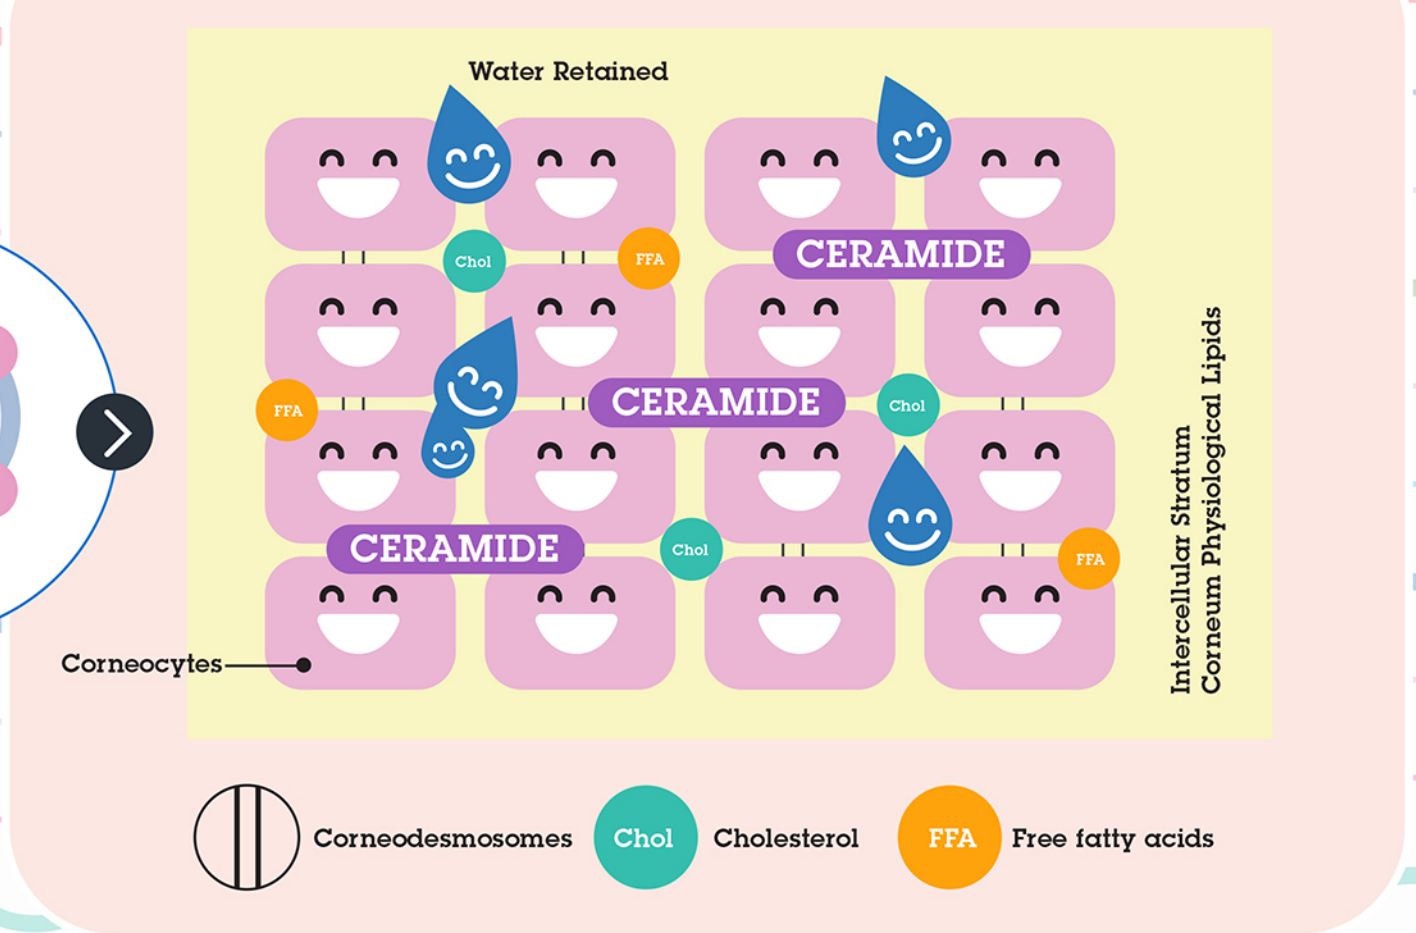 Water Retained
Chol
FFA
CERAMIDE
FFA
CERAMIDE
Chol
CERAMIDE
Chol
FFA
Intercellular Stratum
Corneum Physiological Lipids
Corneocytes
Corneodesmosomes
Chol
Cholesterol
FFA
Free fatty acids